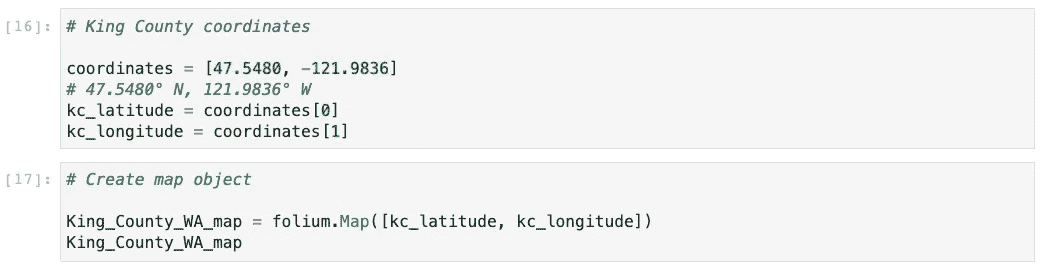 [16]: # King County coordinates
coordinates = [47.5480, -121.9836]
# 47.5480° N, 121.9836° W
kc_latitude = coordinates[0]
kc_longitude = coordinates[1]
[17]: # Create map object
King_County_WA_map = folium.Map([kc_latitude, kc_longitude])
King_County_WA_map